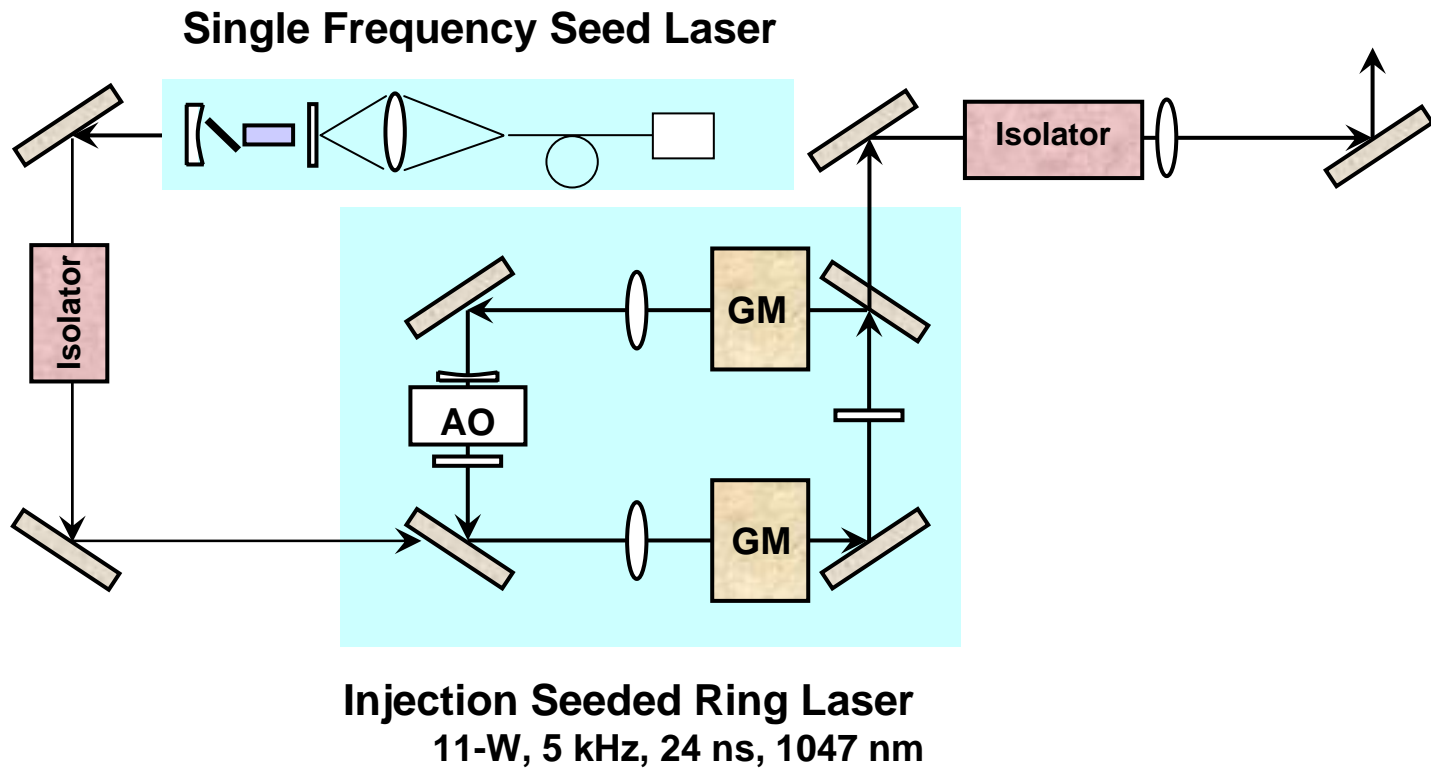 Single Frequency Seed Laser
Isolator
Isolator
GM
AO
GM
Injection Seeded Ring Laser
11-W, 5 kHz, 24 ns, 1047 nm